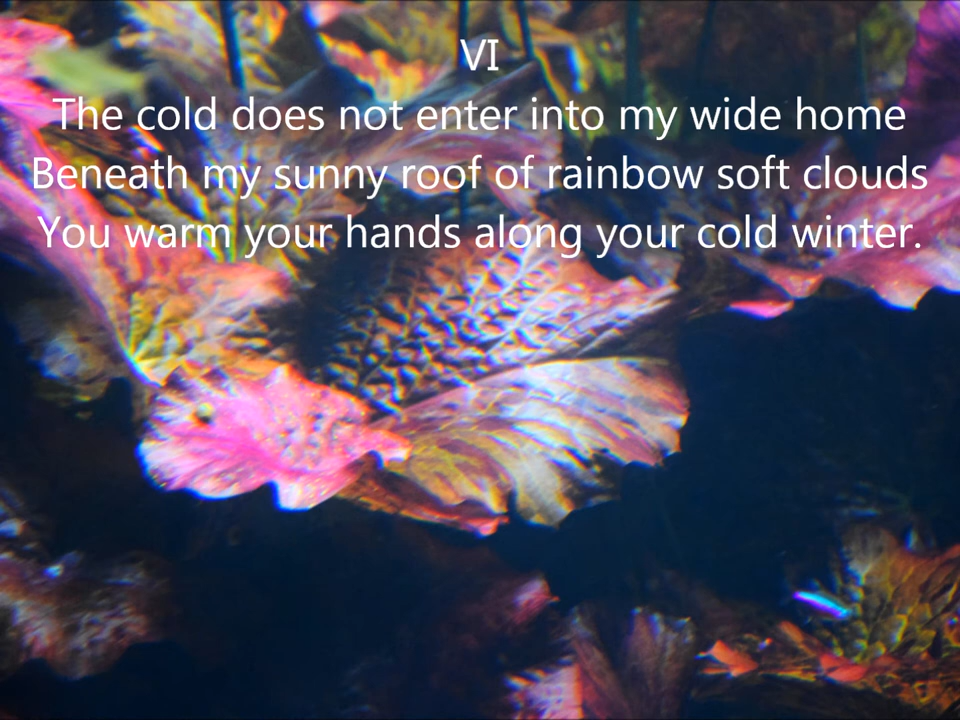 VI
The cold does not enter into my wide home
Beneath my sunny roof of rainbow soft clouds
You warm your hands along your cold winter.